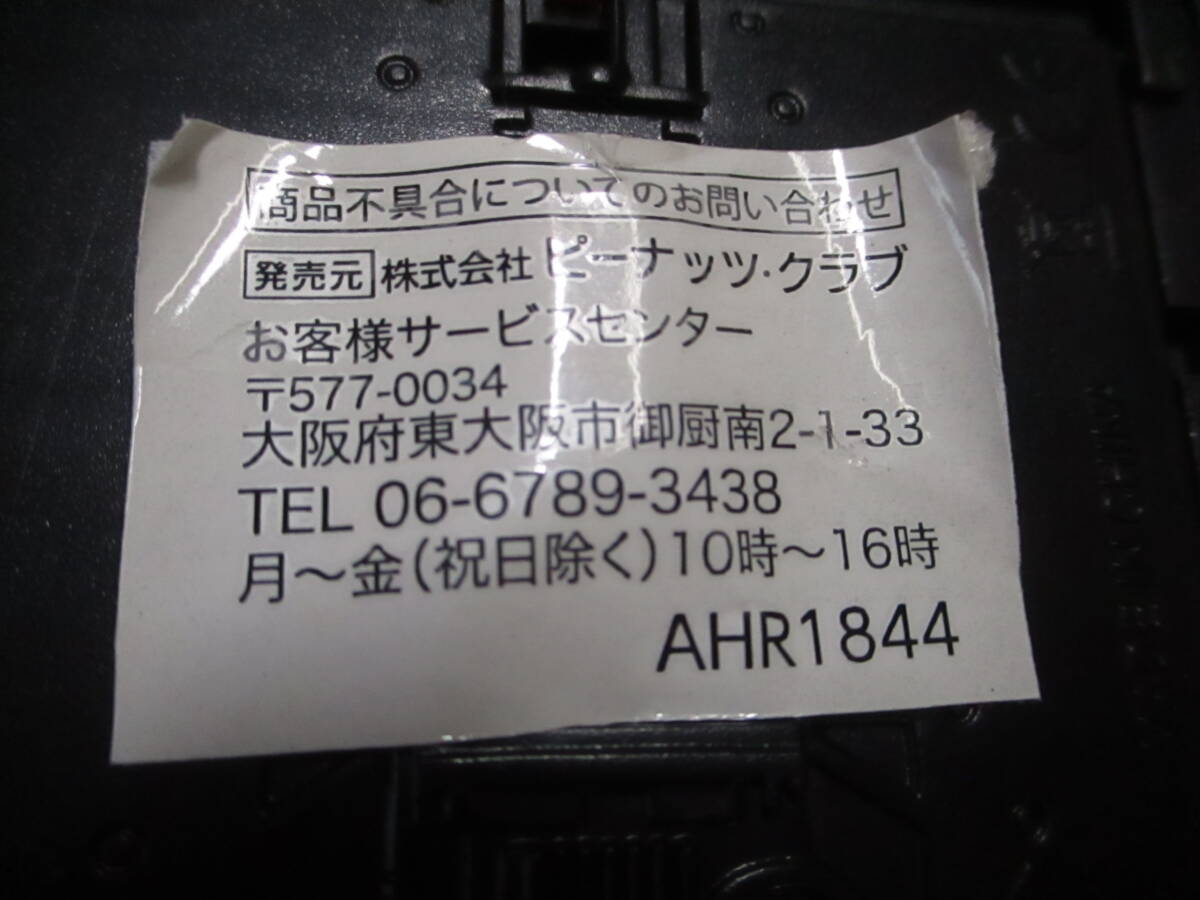 商品不具合についてのお問い合わせ
発売元 株式会社 ピーナッツ・クラブ
お客様サービスセンター
〒577-0034
大阪府東大阪市御厨南2-1-33
TEL 06-6789-3438
月〜金(祝日除く)10時〜16時
AHR1844